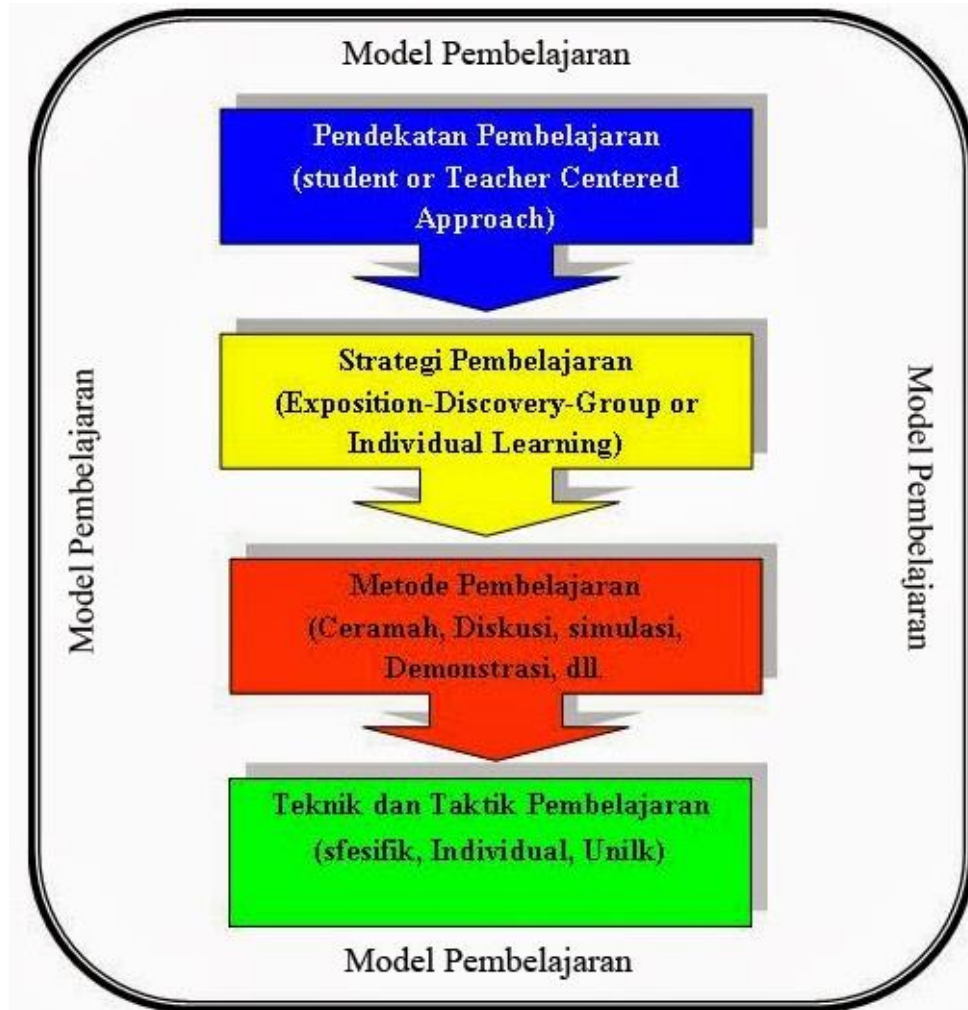 Model Pembelajaran
Pendekatan Pembelajaran
(student or Teacher Centered
Approach)
Strategi Pembelajaran
(Exposition-Discovery-Group or
Individual Learning)
Model Pembelajaran
Model Pembelajaran
Metode Pembelajaran
(Ceramah, Diskusi, simulasi,
Demonstrasi, dll.
Teknik dan Taktik Pembelajaran
(sfesifik, Individual, Unilk)
Model Pembelajaran